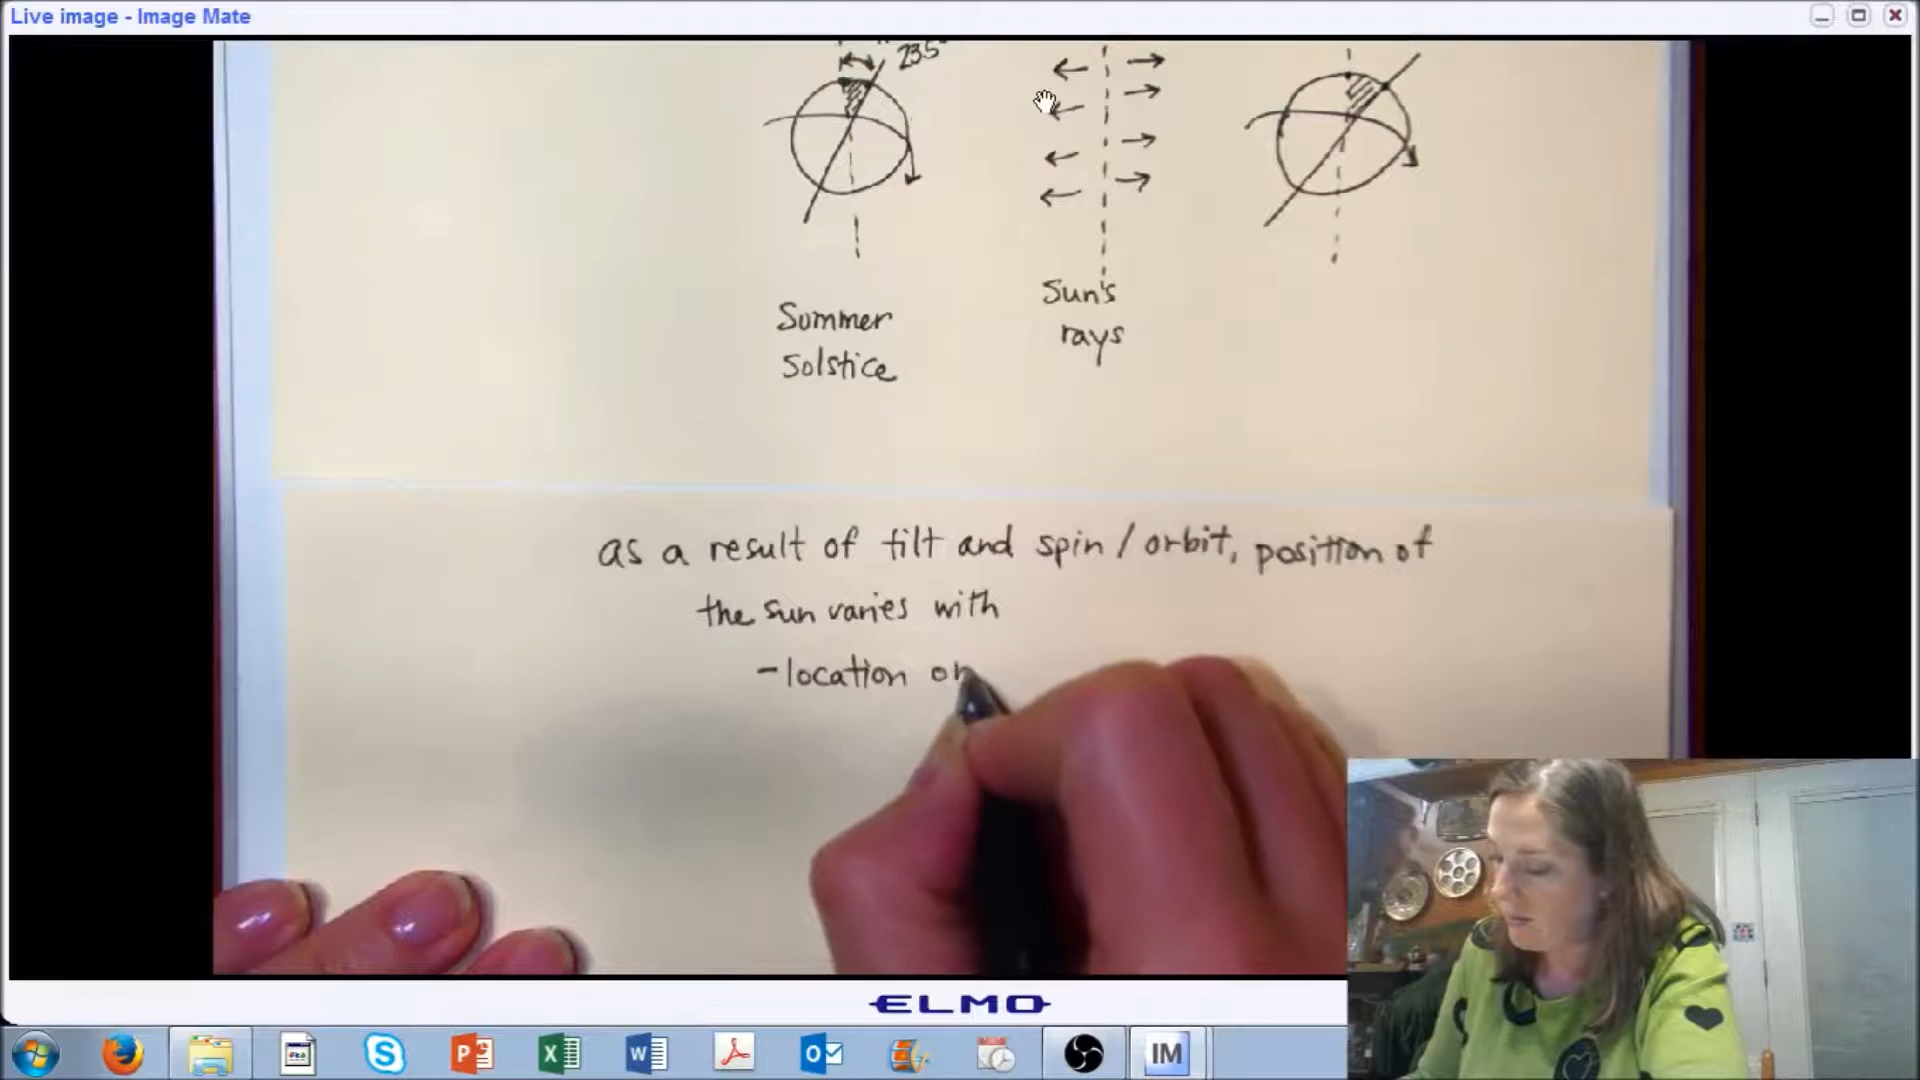 Live image - Image Mate
23.5°
Summer
solstice
Sun's
rays
as a result of tilt and spin / orbit, position of
the sun varies with
- location on
ELMO
IM